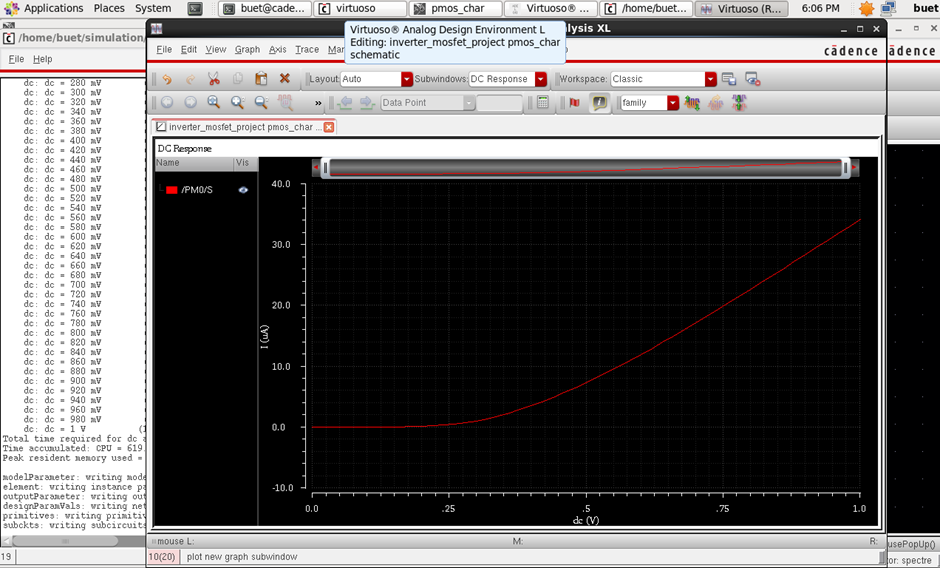 Applications Places System
buet@cade...
virtuoso
pmos_char
Virtuoso® ...
/home/buet...
Virtuoso (R...
6:06 PM
buet
/home/buet/simulation/
File Help
dc: dc = 280 mV
dc: dc = 300 mV
dc: dc = 320 mV
dc: dc = 340 mV
dc: dc = 360 mV
dc: dc = 380 mV
dc: dc = 400 mV
dc: dc = 420 mV
dc: dc = 440 mV
dc: dc = 460 mV
dc: dc = 480 mV
dc: dc = 500 mV
dc: dc = 520 mV
dc: dc = 540 mV
dc: dc = 560 mV
dc: dc = 580 mV
dc: dc = 600 mV
dc: dc = 620 mV
dc: dc = 640 mV
dc: dc = 660 mV
dc: dc = 680 mV
dc: dc = 700 mV
dc: dc = 720 mV
dc: dc = 740 mV
dc: dc = 760 mV
dc: dc = 780 mV
dc: dc = 800 mV
dc: dc = 820 mV
dc: dc = 840 mV
dc: dc = 860 mV
dc: dc = 880 mV
dc: dc = 900 mV
dc: dc = 920 mV
dc: dc = 940 mV
dc: dc = 960 mV
dc: dc = 980 mV
dc: dc = 1 V
Total time required for dc a
Time accumulated: CPU = 619
Peak resident memory used =
modelParameter: writing mode
element: writing instance pa
outputParameter: writing out
designParamVals: writing net
primitives: writing primitiv
subckts: writing subcircuits
19
Virtuoso® Analog Design Environment L
Editing: inverter_mosfet_project pmos_char
schematic
alysis XL
File Edit View Graph Axis Trace Ma
cādence
cādence
Layout: Auto
Subwindows: DC Response
Workspace: Classic
»
Data Point
family
inverter_mosfet_project pmos_char ...
DC Response
Name Vis
/PM0/S
40.0
30.0
20.0
10.0
0.0
-10.0
I (uA)
0.0 .25 .5 .75 1.0
dc (V)
mouse L: M: R:
10(20) plot new graph subwindow
usePopUp()
or: spectre